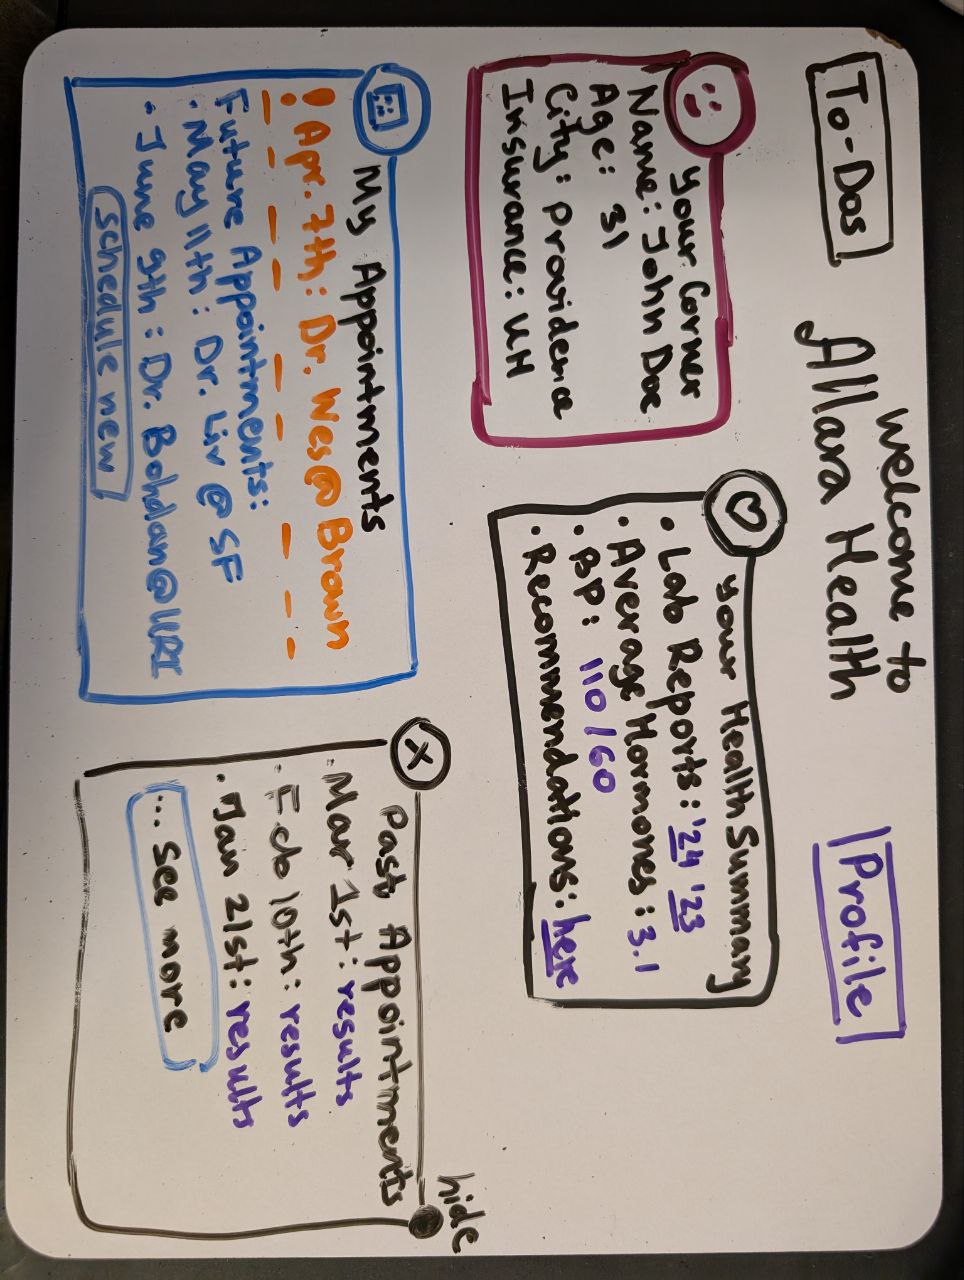 To-Dos
Welcome to
Allara Health
Profile
Your Corner
Name: John Doe
Age: 31
City: Providence
Insurance: UH
Your Health Summary
• Lab Reports: '24 '23
• Average Hormones: 3.1
• BP: 110/60
• Recommendations: here
My Appointments
! Apr. 7th: Dr. Wes@ Brown
Future Appointments:
• May 11th: Dr. Liv @ SF
• June 9th: Dr. Bohdan@URI
schedule new
hide
X
Past Appointments
• Mar 1st: results
• Feb 10th: results
• Jan 21st: results
... see more